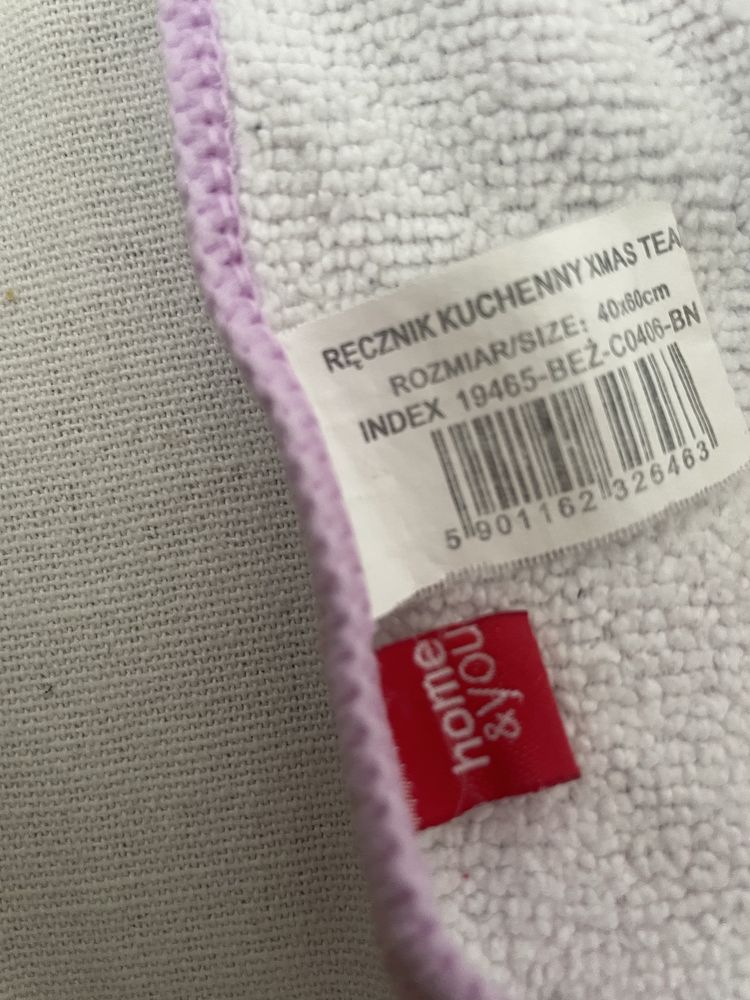 RĘCZNIK KUCHENNY XMAS TEA
ROZMIAR/SIZE: 40x60cm
INDEX 19465-BEŻ-C0406-BN
5 901162 326463
home
&you